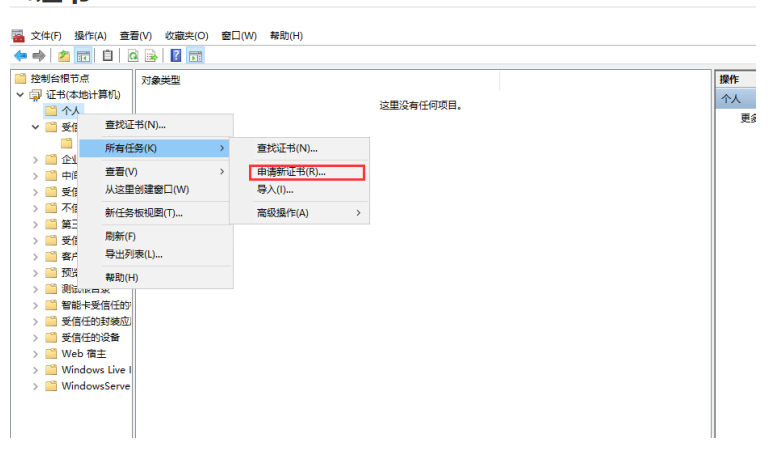 文件(F) 操作(A) 查看(V) 收藏夹(O) 窗口(W) 帮助(H)
控制台根节点
证书(本地计算机)
个人
受信
企业
中间
受信
不信
第三
受信
客户
预览
测试根目录
智能卡受信任的
受信任的封装应
受信任的设备
Web 宿主
Windows Live I
WindowsServe
查找证书(N)...
所有任务(K)
查看(V)
从这里创建窗口(W)
新任务板视图(T)...
刷新(F)
导出列表(L)...
帮助(H)
查找证书(N)...
申请新证书(R)...
导入(I)...
高级操作(A)
对象类型
这里没有任何项目。
操作
个人
更多